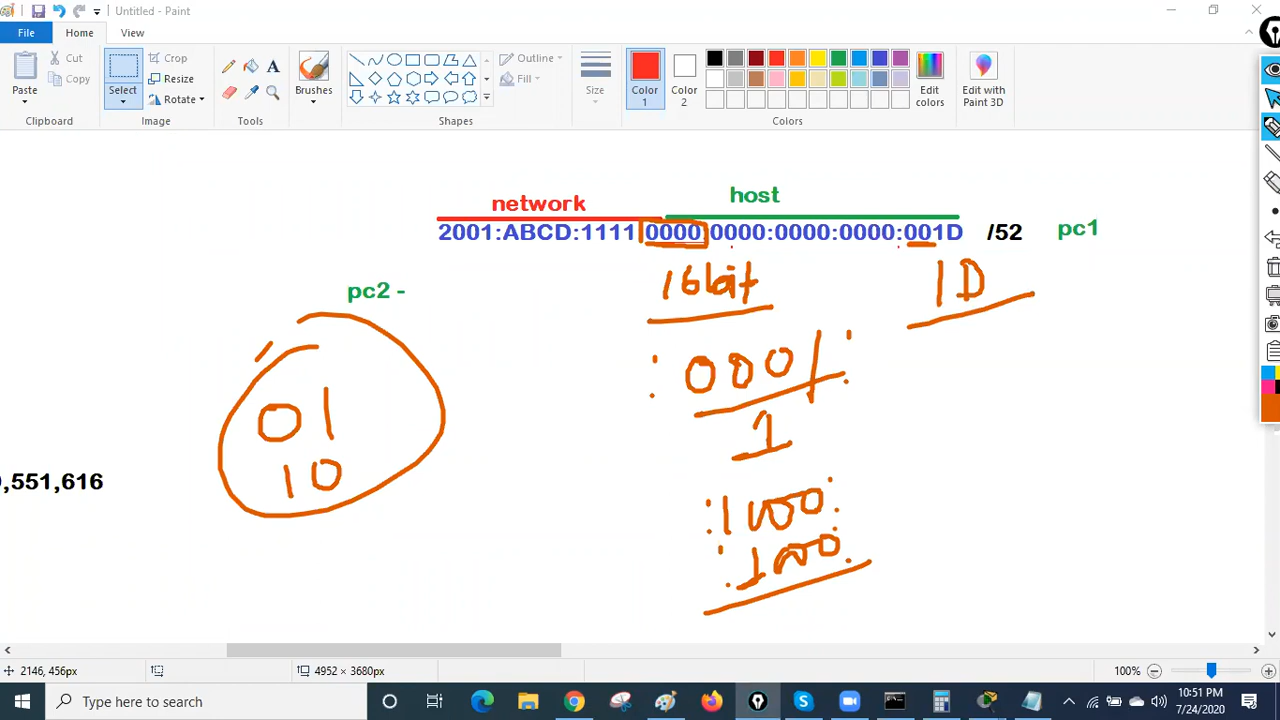 Untitled - Paint
File
Home
View
Paste
Cut
Copy
Clipboard
Select
Crop
Resize
Rotate
Image
Tools
Brushes
Shapes
Outline
Fill
Size
Color 1
Color 2
Edit colors
Colors
Edit with Paint 3D
network
host
2001:ABCD:1111 0000:0000:0000:0000:001D /52 pc1
16bit
1D
pc2 -
:0001:
1
01
10
,551,616
:1000:
:1000:
2146, 456px
4952 × 3680px
100%
Type here to search
10:51 PM
7/24/2020